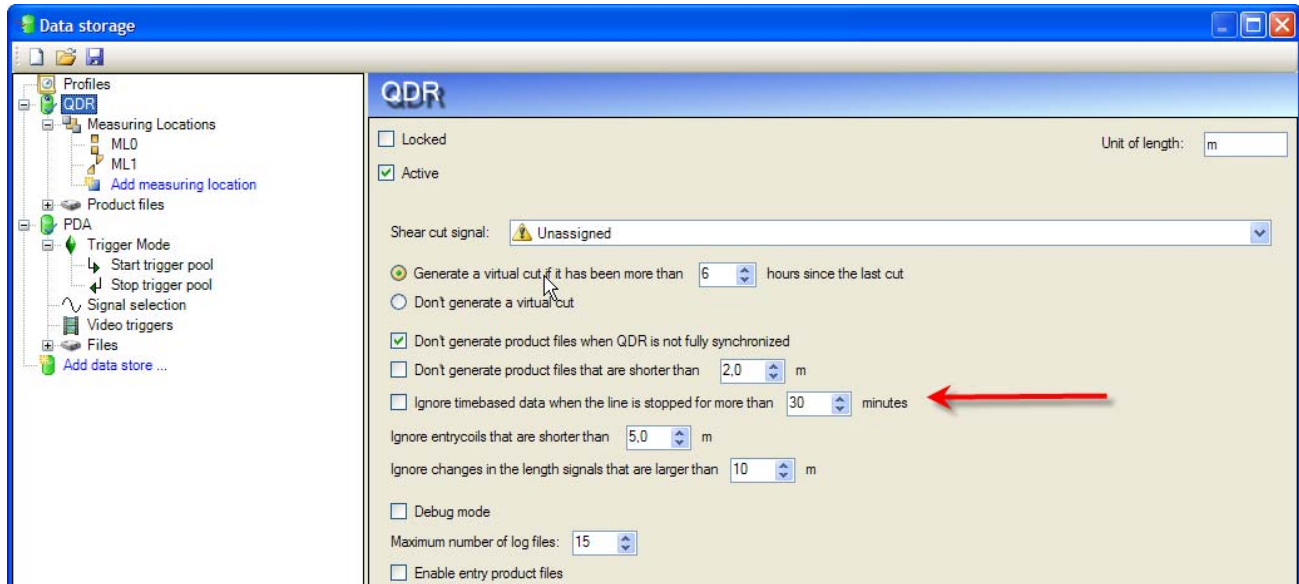 Data storage
Profiles
QDR
Measuring Locations
ML0
ML1
Add measuring location
Product files
PDA
Trigger Mode
Start trigger pool
Stop trigger pool
Signal selection
Video triggers
Files
Add data store ...
QDR
Locked
Unit of length: m
Active
Shear cut signal: Unassigned
Generate a virtual cut if it has been more than 6 hours since the last cut
Don't generate a virtual cut
Don't generate product files when QDR is not fully synchronized
Don't generate product files that are shorter than 2,0 m
Ignore timebased data when the line is stopped for more than 30 minutes
Ignore entrycoils that are shorter than 5,0 m
Ignore changes in the length signals that are larger than 10 m
Debug mode
Maximum number of log files: 15
Enable entry product files